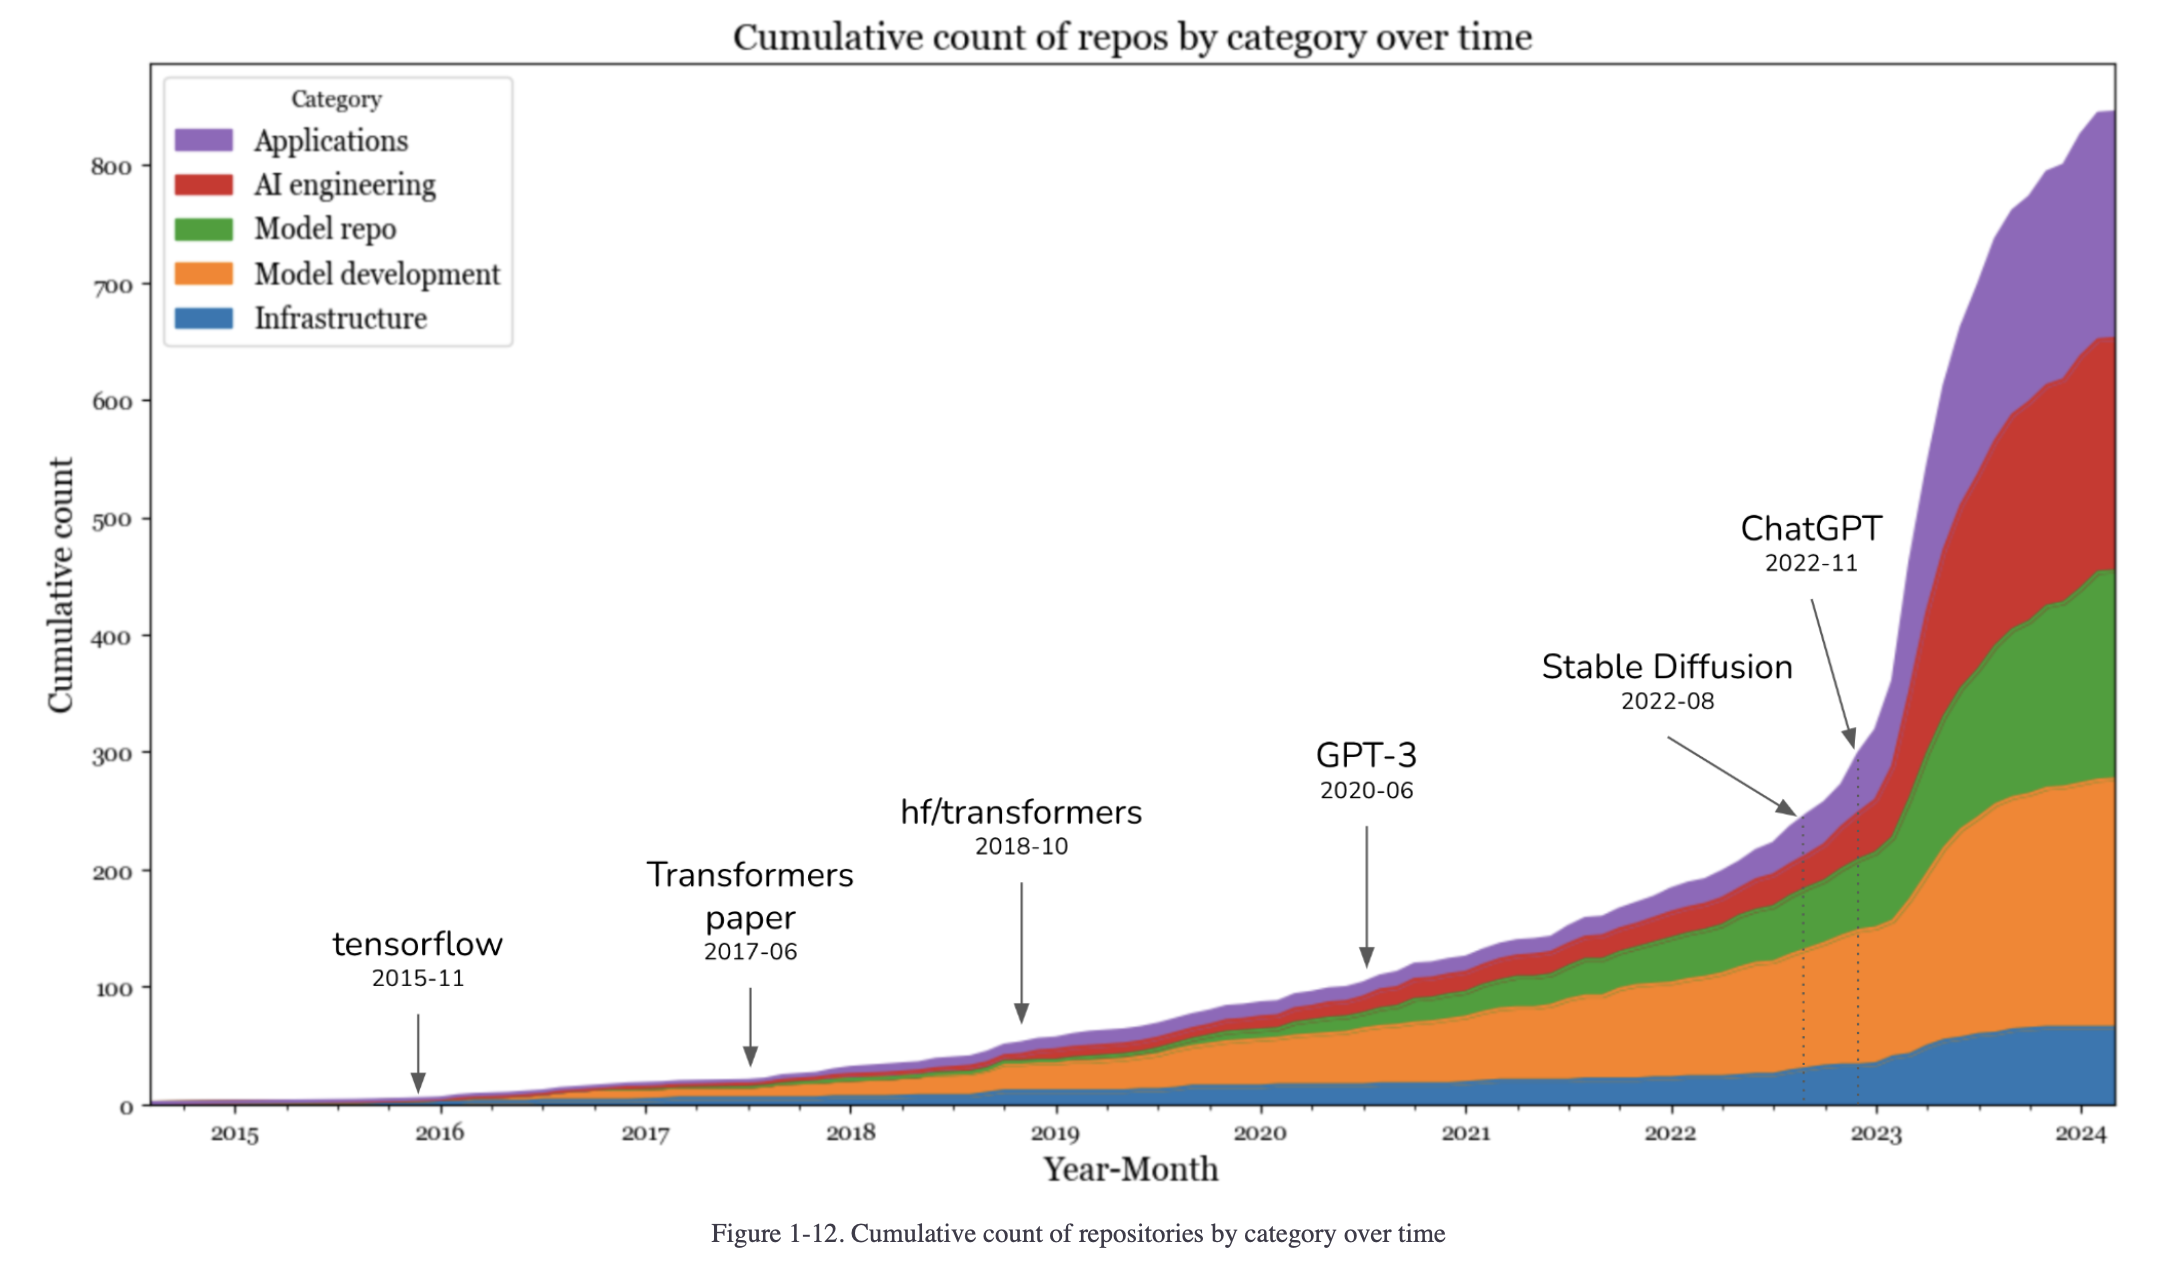 Cumulative count of repos by category over time
Category
Applications
AI engineering
Model repo
Model development
Infrastructure
Cumulative count
800
700
600
500
400
300
200
100
0
tensorflow
2015-11
Transformers
paper
2017-06
hf/transformers
2018-10
GPT-3
2020-06
Stable Diffusion
2022-08
ChatGPT
2022-11
2015 2016 2017 2018 2019 2020 2021 2022 2023 2024
Year-Month
Figure 1-12. Cumulative count of repositories by category over time